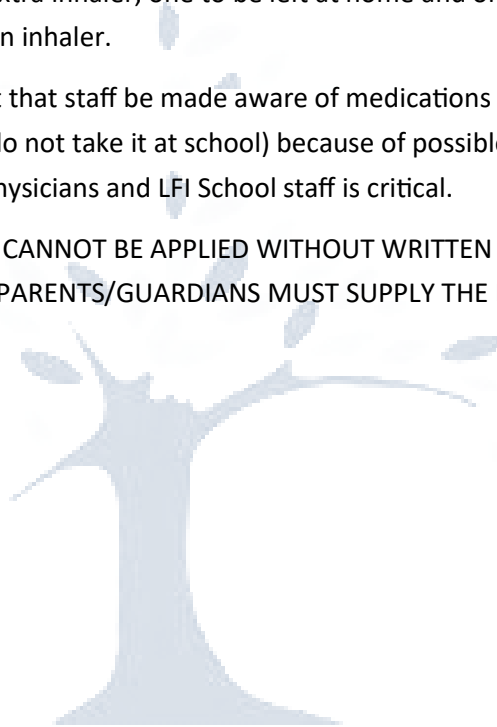 inhaler, one to be left at home and
n inhaler.
that staff be made aware of medications
do not take it at school) because of possible
hysicians and LFI School staff is critical.
CANNOT BE APPLIED WITHOUT WRITTEN
PARENTS/GUARDIANS MUST SUPPLY THE